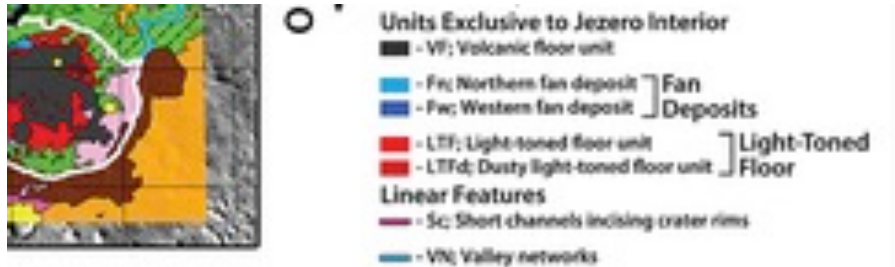 Units Exclusive to Jezero Interior
- VF; Volcanic floor unit
- Fn; Northern fan deposit
- Fw; Western fan deposit
Fan
Deposits
- LTF; Light-toned floor unit
- LTFd; Dusty light-toned floor unit
Light-Toned
Floor
Linear Features
- Sc; Short channels incising crater rims
- VN; Valley networks